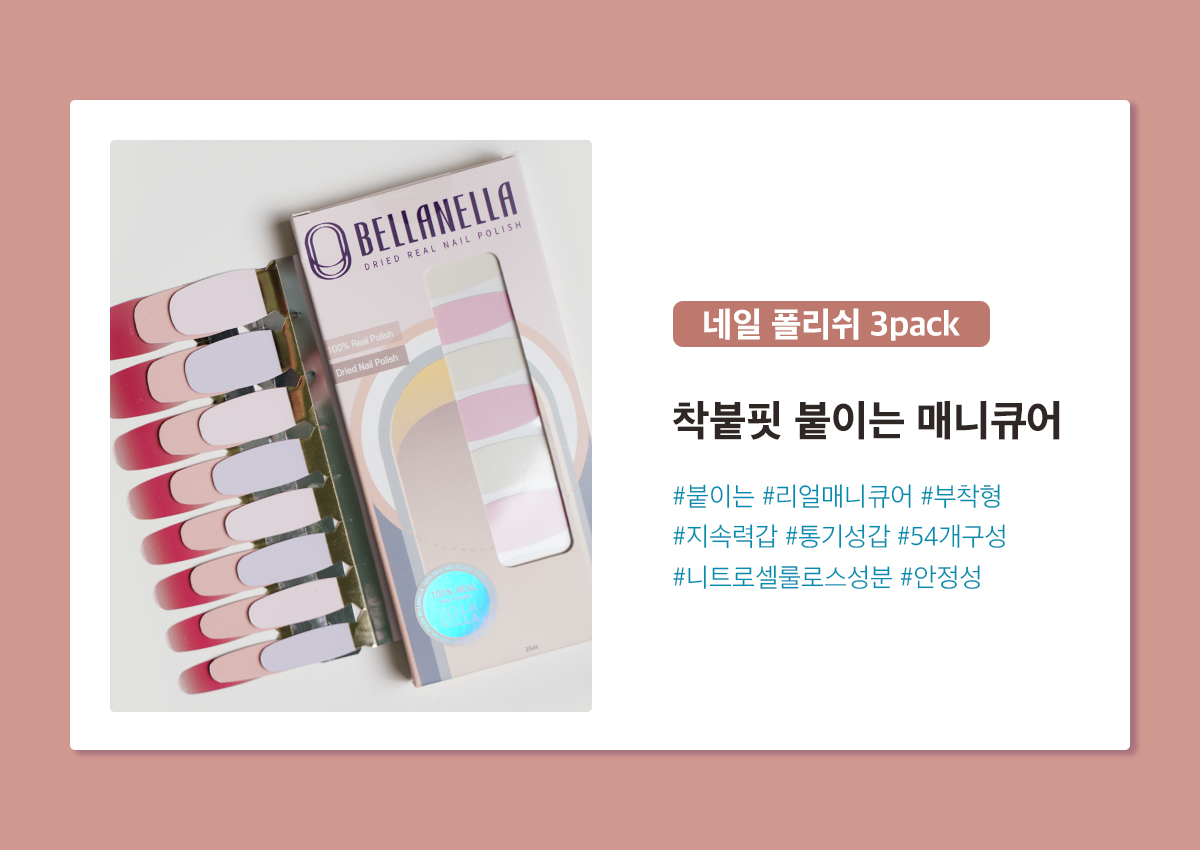 BELLANELLA
DRIED REAL NAIL POLISH
100% Real Polish
Dried Nail Polish
100% REAL
네일 폴리쉬 3pack
착붙핏 붙이는 매니큐어
#붙이는 #리얼매니큐어 #부착형
#지속력갑 #통기성갑 #54개구성
#니트로셀룰로스성분 #안정성